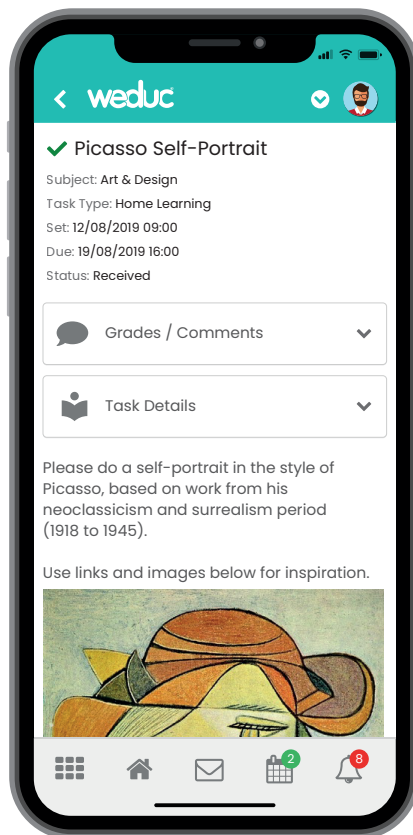 weduc
Picasso Self-Portrait
Subject: Art & Design
Task Type: Home Learning
Set: 12/08/2019 09:00
Due: 19/08/2019 16:00
Status: Received
Grades / Comments
Task Details
Please do a self-portrait in the style of
Picasso, based on work from his
neoclassicism and surrealism period
(1918 to 1945).
Use links and images below for inspiration.
2
8